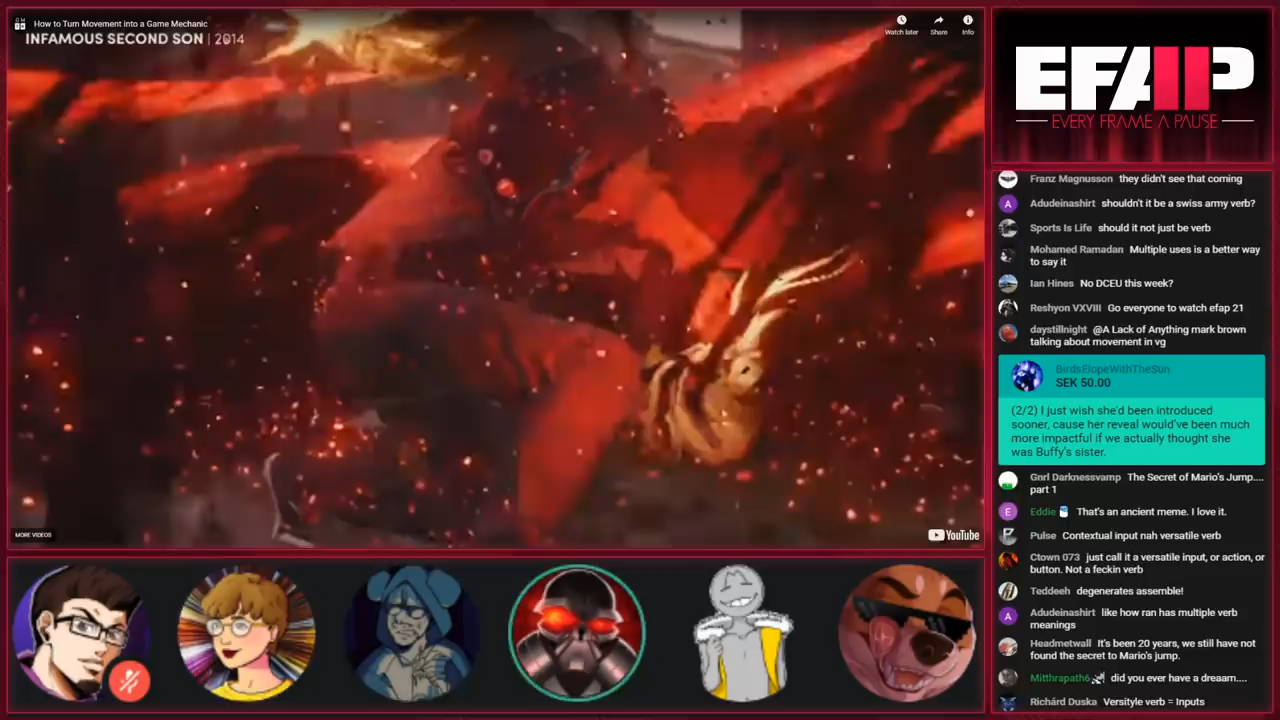 How to Turn Movement into a Game Mechanic
INFAMOUS SECOND SON | 2014
Watch later
Share
Info
MORE VIDEOS
YouTube
EFAP
EVERY FRAME A PAUSE
Franz Magnusson they didn't see that coming
Adudeinashirt shouldn't it be a swiss army verb?
Sports Is Life should it not just be verb
Mohamed Ramadan Multiple uses is a better way
to say it
Ian Hines No DCEU this week?
Reshyon VXVIII Go everyone to watch efap 21
daystillnight @A Lack of Anything mark brown
talking about movement in vg
BirdsElopeWithTheSun
SEK 50.00
(2/2) I just wish she'd been introduced
sooner, cause her reveal would've been much
more impactful if we actually thought she
was Buffy's sister.
Gnrl Darknessvamp The Secret of Mario's Jump....
part 1
E
Eddie That's an ancient meme. I love it.
Pulse Contextual input nah versatile verb
Ctown 073 just call it a versatile input, or action, or
button. Not a feckin verb
Teddeeh degenerates assemble!
A
Adudeinashirt like how ran has multiple verb
meanings
Headmetwall It's been 20 years, we still have not
found the secret to Mario's jump.
Mitthrapath6 did you ever have a dreaam....
Richárd Duska Versityle verb = Inputs